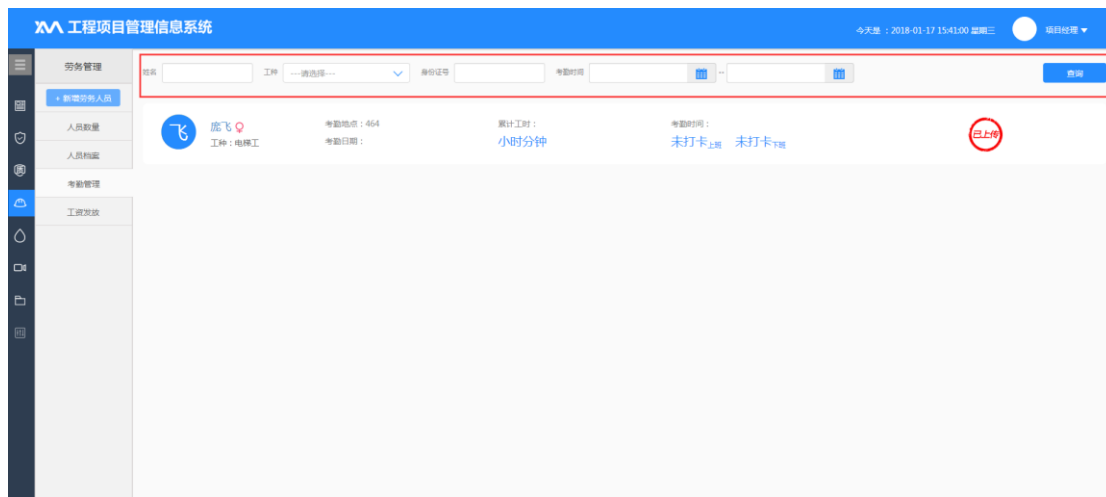 工程项目管理信息系统
今天是 : 2018-01-17 15:41:00 星期三
项目经理
劳务管理
+ 新增劳务人员
人员数量
人员档案
考勤管理
工资发放
姓名
工种 ---请选择---
身份证号
考勤时间 --
查询
飞
庞飞
工种:电梯工
考勤地点:464
考勤日期:
累计工时:
小时分钟
考勤时间:
未打卡上班 未打卡下班
已上传